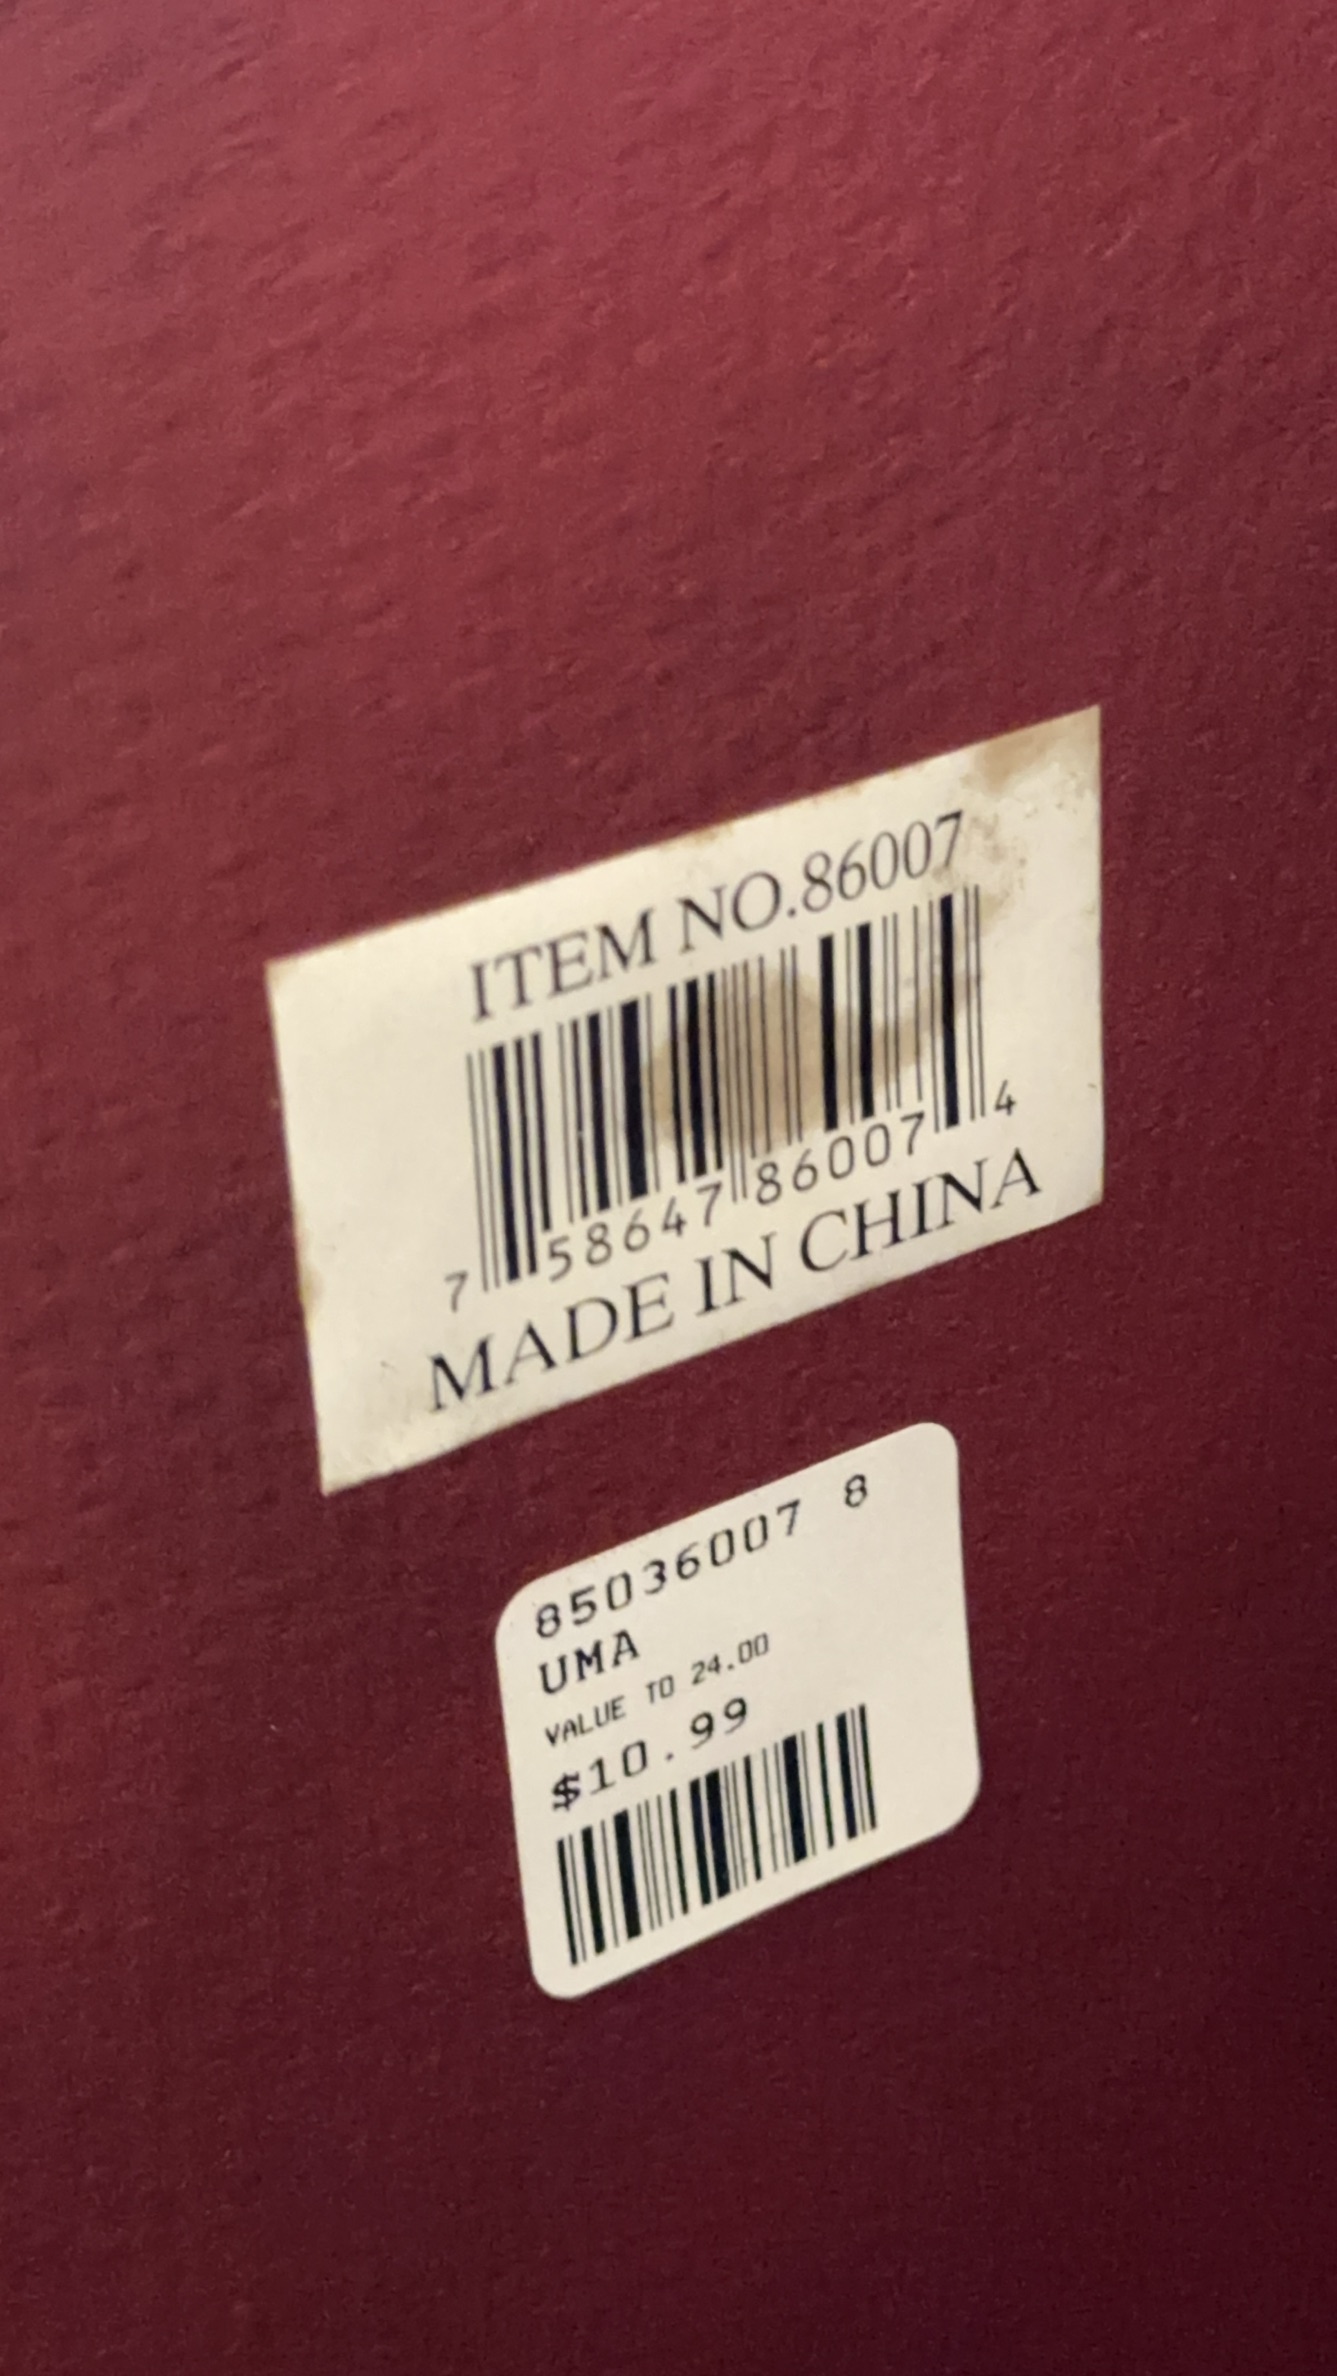 ITEM NO.86007
7 58647 86007 4
MADE IN CHINA
85036007 8
UMA
VALUE TO 24.00
$10.99